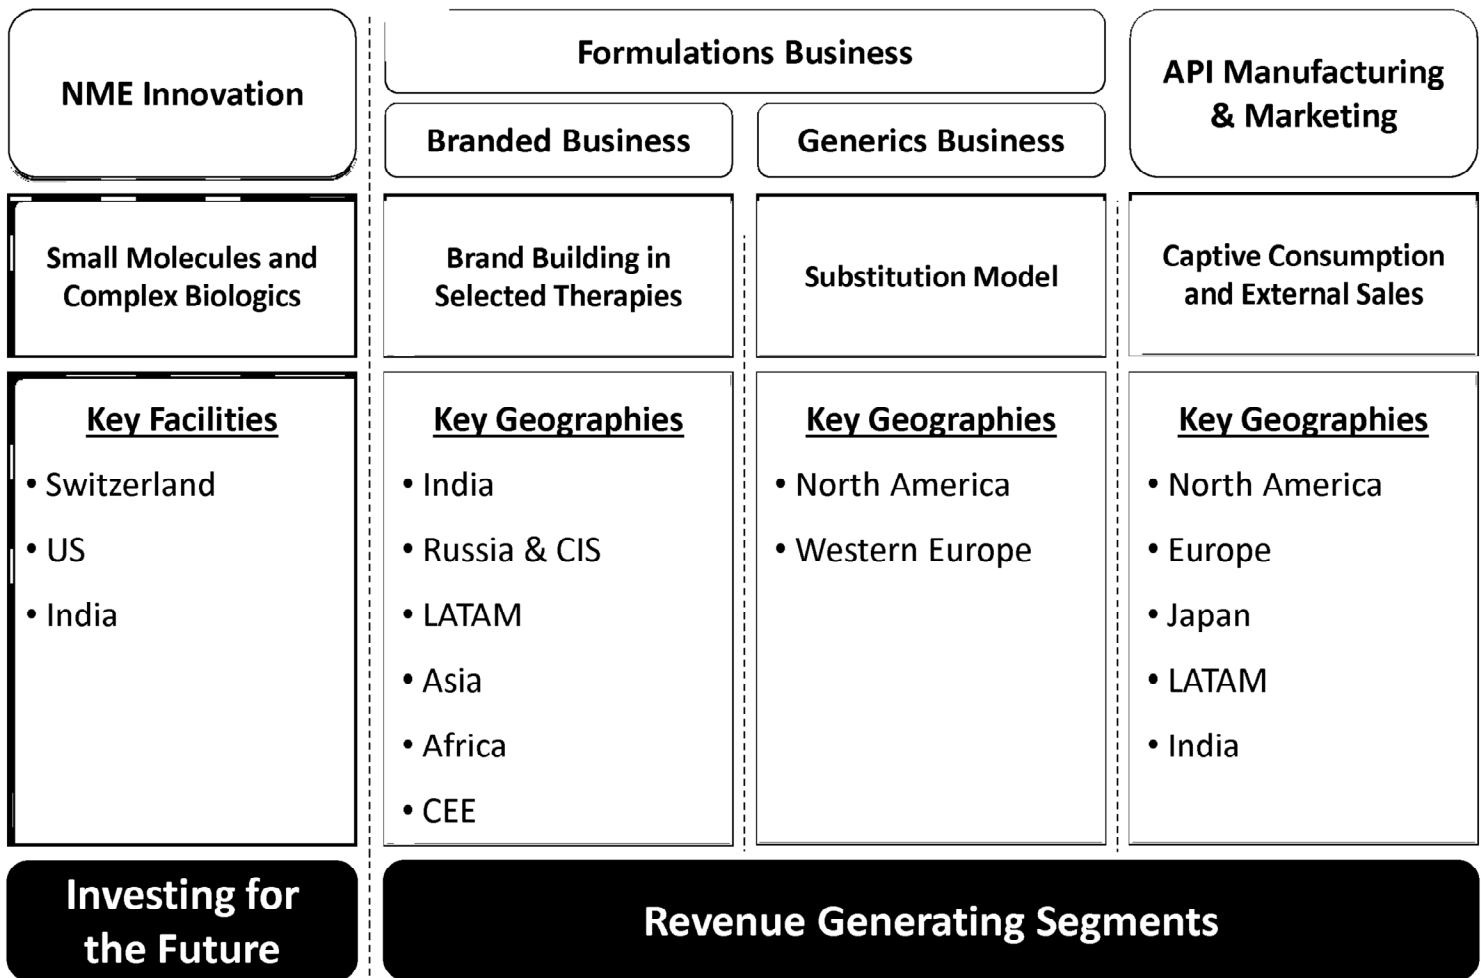 NME Innovation
Formulations Business
Branded Business
Generics Business
API Manufacturing
& Marketing
Small Molecules and
Complex Biologics
Brand Building in
Selected Therapies
Substitution Model
Captive Consumption
and External Sales
Key Facilities
• Switzerland
• US
• India
Key Geographies
• India
• Russia & CIS
• LATAM
• Asia
• Africa
• CEE
Key Geographies
• North America
• Western Europe
Key Geographies
• North America
• Europe
• Japan
• LATAM
• India
Investing for
the Future
Revenue Generating Segments